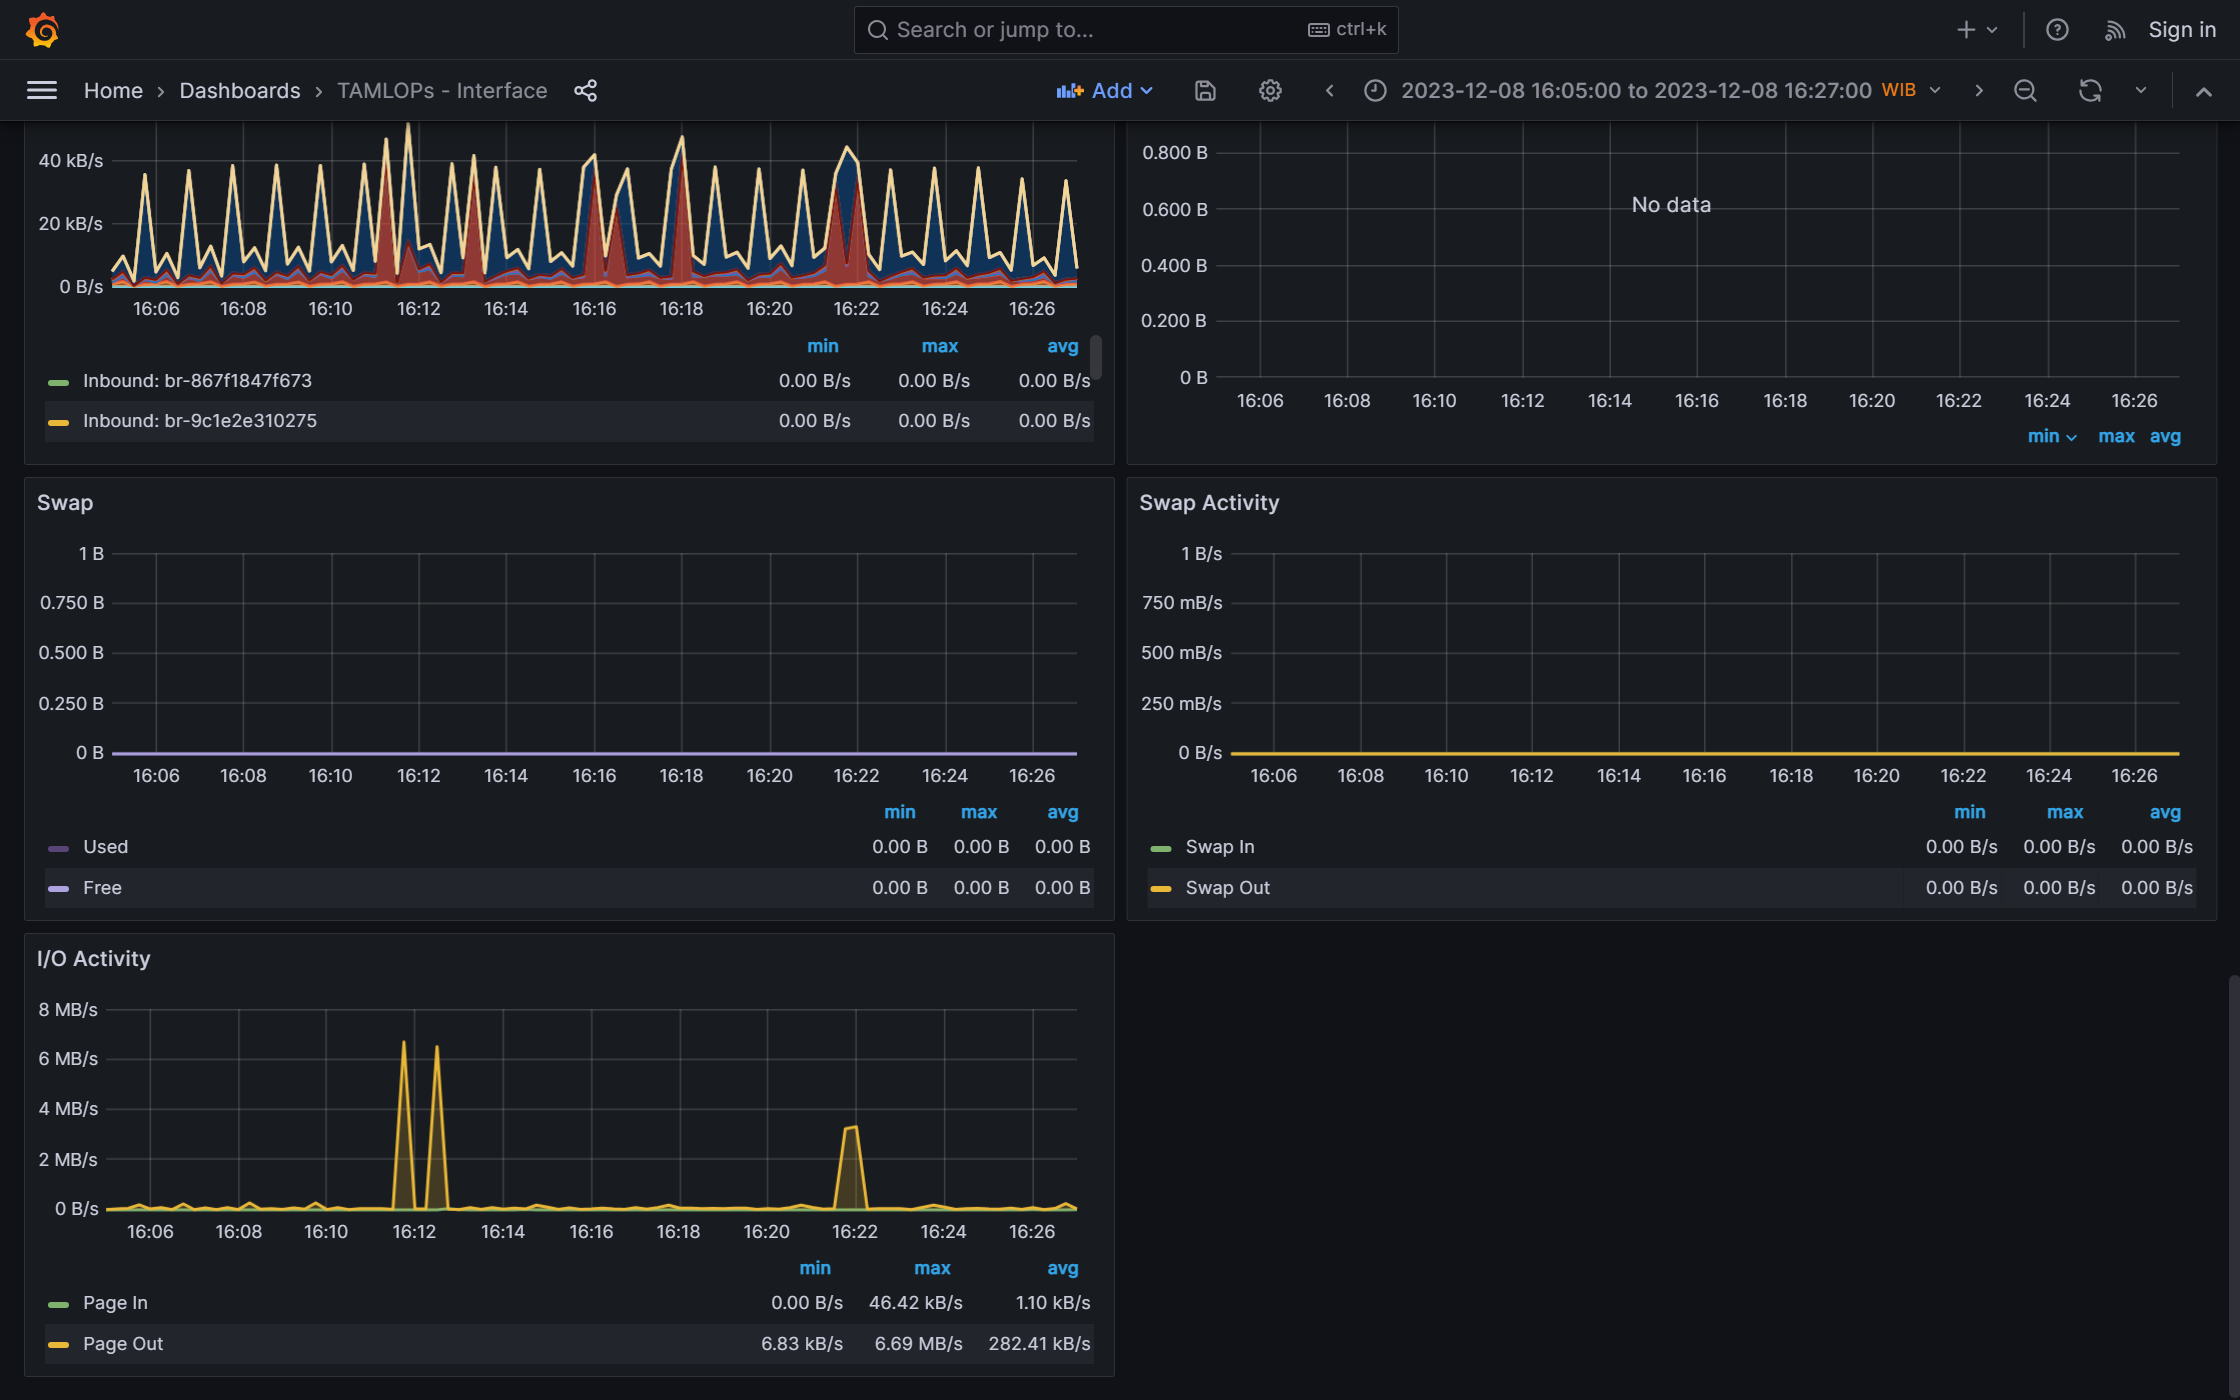 Search or jump to...
ctrl+k
Sign in
Home › Dashboards › TAMLOPs - Interface
Add
2023-12-08 16:05:00 to 2023-12-08 16:27:00 WIB
40 kB/s
20 kB/s
0 B/s
16:06 16:08 16:10 16:12 16:14 16:16 16:18 16:20 16:22 16:24 16:26
min max avg
Inbound: br-867f1847f673 0.00 B/s 0.00 B/s 0.00 B/s
Inbound: br-9c1e2e310275 0.00 B/s 0.00 B/s 0.00 B/s
0.800 B
No data
0.600 B
0.400 B
0.200 B
0 B
16:06 16:08 16:10 16:12 16:14 16:16 16:18 16:20 16:22 16:24 16:26
min max avg
Swap
1 B
0.750 B
0.500 B
0.250 B
0 B
16:06 16:08 16:10 16:12 16:14 16:16 16:18 16:20 16:22 16:24 16:26
min max avg
Used 0.00 B 0.00 B 0.00 B
Free 0.00 B 0.00 B 0.00 B
Swap Activity
1 B/s
750 mB/s
500 mB/s
250 mB/s
0 B/s
16:06 16:08 16:10 16:12 16:14 16:16 16:18 16:20 16:22 16:24 16:26
min max avg
Swap In 0.00 B/s 0.00 B/s 0.00 B/s
Swap Out 0.00 B/s 0.00 B/s 0.00 B/s
I/O Activity
8 MB/s
6 MB/s
4 MB/s
2 MB/s
0 B/s
16:06 16:08 16:10 16:12 16:14 16:16 16:18 16:20 16:22 16:24 16:26
min max avg
Page In 0.00 B/s 46.42 kB/s 1.10 kB/s
Page Out 6.83 kB/s 6.69 MB/s 282.41 kB/s